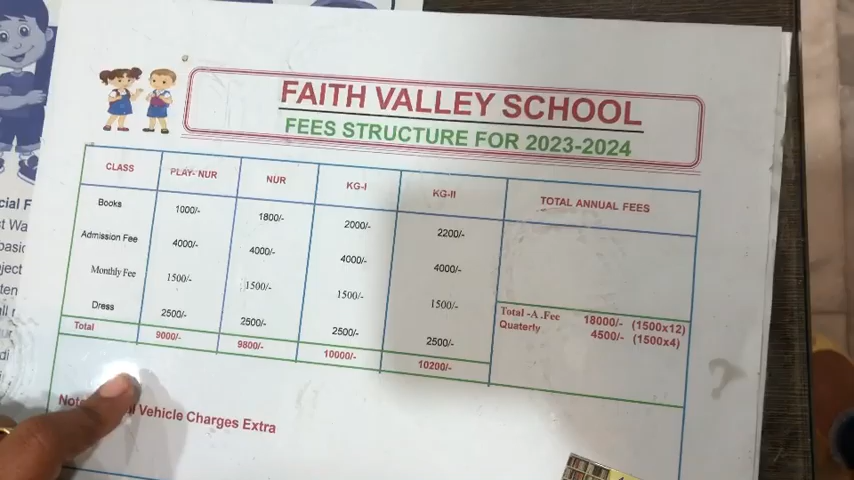 FAITH VALLEY SCHOOL
FEES STRUCTURE FOR 2023-2024
CLASS PLAY-NUR NUR KG-I KG-II TOTAL ANNUAL FEES
Books 1000/- 1800/- 2000/- 2200/-
Admission Fee 4000/- 4000/- 4000/- 4000/-
Monthly Fee 1500/- 1500/- 1500/- 1500/-
Dress 2500/- 2500/- 2500/- 2500/-
Total 9000/- 9800/- 10000/- 10200/-
Total -A .Fee 18000/- (1500x12)
Quaterly 4500/- (1500x4)
Vehicle Charges Extra
?